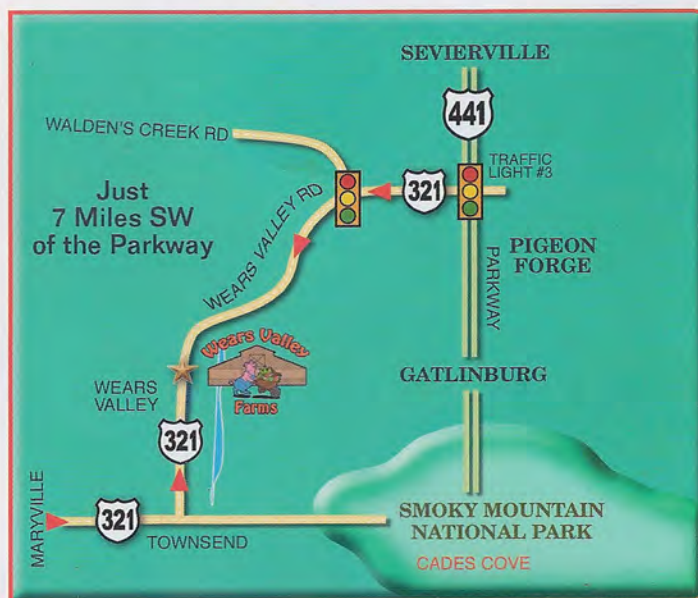 SEVIERVILLE
441
WALDEN'S CREEK RD
TRAFFIC
LIGHT #3
321
Just
7 Miles SW
of the Parkway
WEARS VALLEY RD
PIGEON
FORGE
PARKWAY
Wears Valley
Farms
GATLINBURG
WEARS
VALLEY
321
MARYVILLE
321
TOWNSEND
SMOKY MOUNTAIN
NATIONAL PARK
CADES COVE